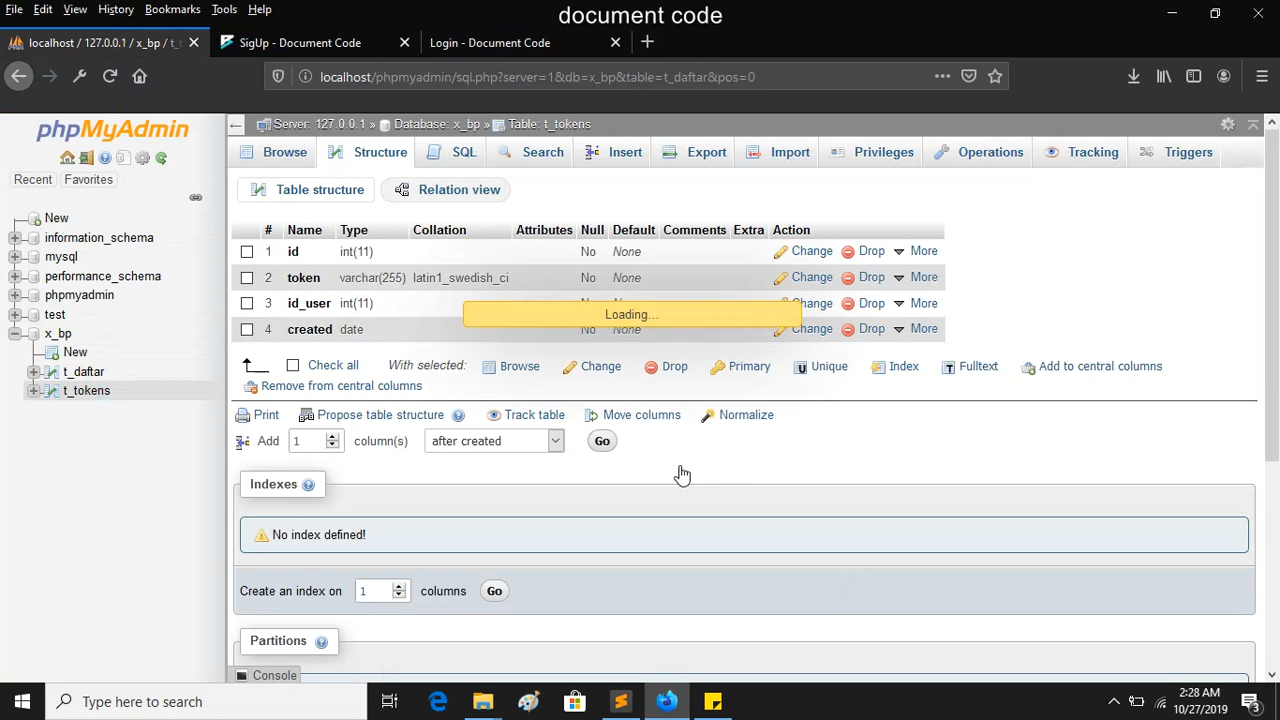 document code
File Edit View History Bookmarks Tools Help
localhost / 127.0.0.1 / x_bp / t_t
SigUp - Document Code
Login - Document Code
localhost/phpmyadmin/sql.php?server=1&db=x_bp&table=t_daftar&pos=0
phpMyAdmin
Recent Favorites
New
information_schema
mysql
performance_schema
phpmyadmin
test
x_bp
New
t_daftar
t_tokens
Server: 127.0.0.1 » Database: x_bp » Table: t_tokens
Browse Structure SQL Search Insert Export Import Privileges Operations Tracking Triggers
Table structure Relation view
# Name Type Collation Attributes Null Default Comments Extra Action
1 id int(11) No None Change Drop More
2 token varchar(255) latin1_swedish_ci No None Change Drop More
3 id_user int(11) Change Drop More
Loading...
4 created date No None Change Drop More
Check all With selected: Browse Change Drop Primary Unique Index Fulltext Add to central columns
Remove from central columns
Print Propose table structure Track table Move columns Normalize
Add 1 column(s) after created Go
Indexes
No index defined!
Create an index on 1 columns Go
Partitions
Console
Type here to search
2:28 AM
10/27/2019
3